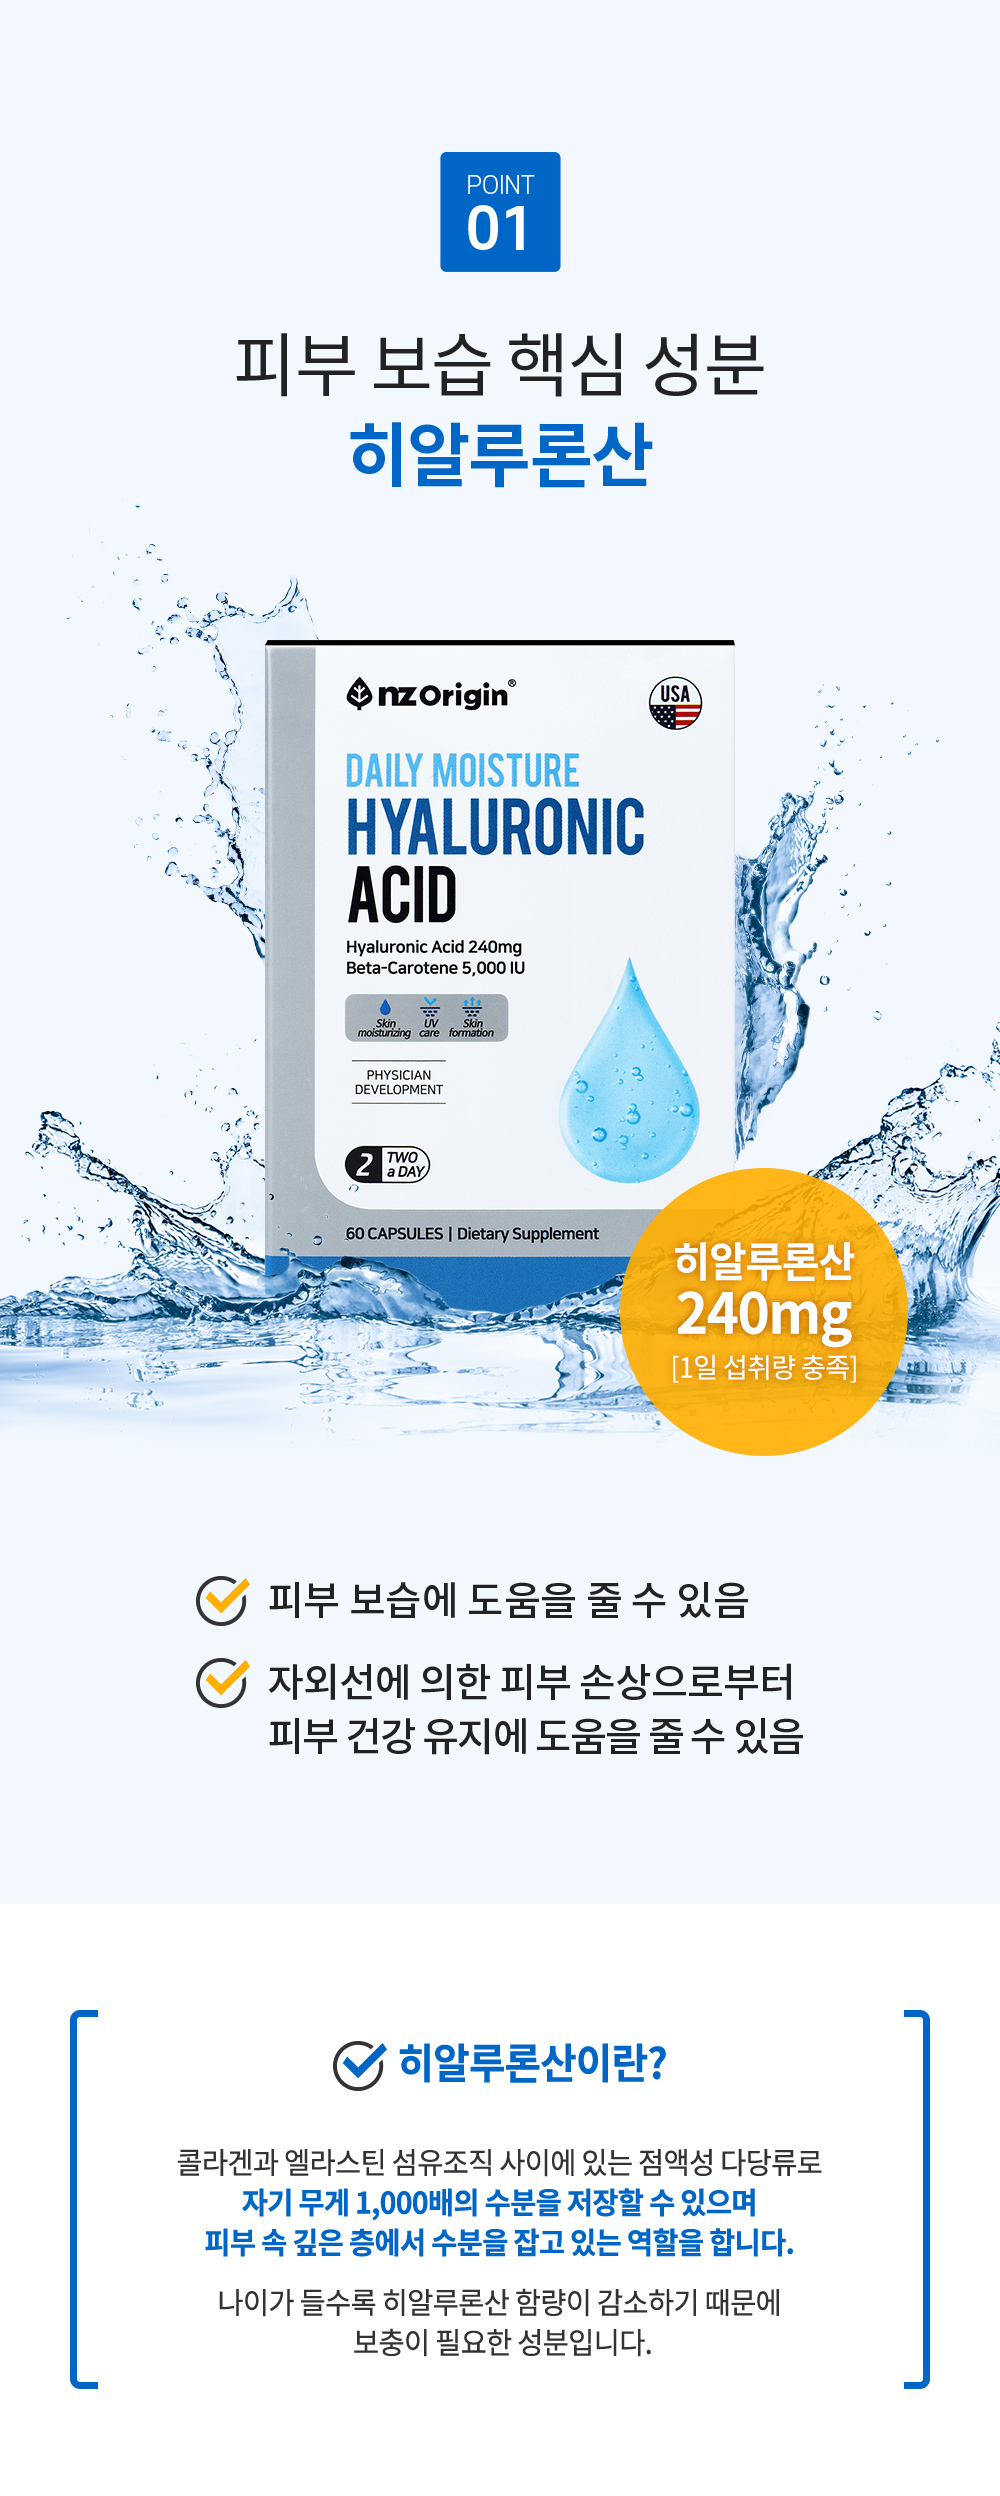 POINT
01
피부 보습 핵심 성분
히알루론산
nzOrigin®
USA
DAILY MOISTURE
HYALURONIC
ACID
Hyaluronic Acid 240mg
Beta-Carotene 5,000 IU
Skin moisturizing
UV care
Skin formation
PHYSICIAN
DEVELOPMENT
2 TWO a DAY
60 CAPSULES | Dietary Supplement
히알루론산
240mg
[1일 섭취량 충족]
피부 보습에 도움을 줄 수 있음
자외선에 의한 피부 손상으로부터
피부 건강 유지에 도움을 줄 수 있음
히알루론산이란?
콜라겐과 엘라스틴 섬유조직 사이에 있는 점액성 다당류로
자기 무게 1,000배의 수분을 저장할 수 있으며
피부 속 깊은 층에서 수분을 잡고 있는 역할을 합니다.
나이가 들수록 히알루론산 함량이 감소하기 때문에
보충이 필요한 성분입니다.